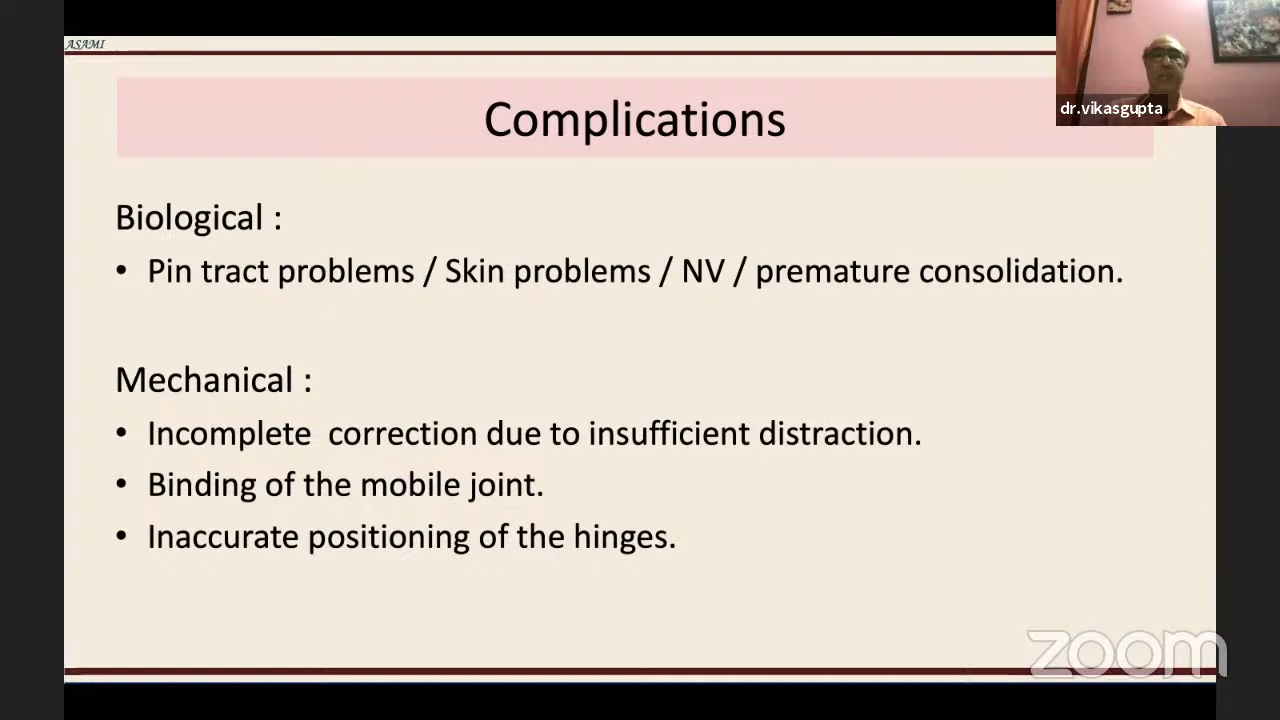 ASAMI
Complications
dr.vikasgupta
Biological :
• Pin tract problems / Skin problems / NV / premature consolidation.
Mechanical :
• Incomplete correction due to insufficient distraction.
• Binding of the mobile joint.
• Inaccurate positioning of the hinges.
zoom